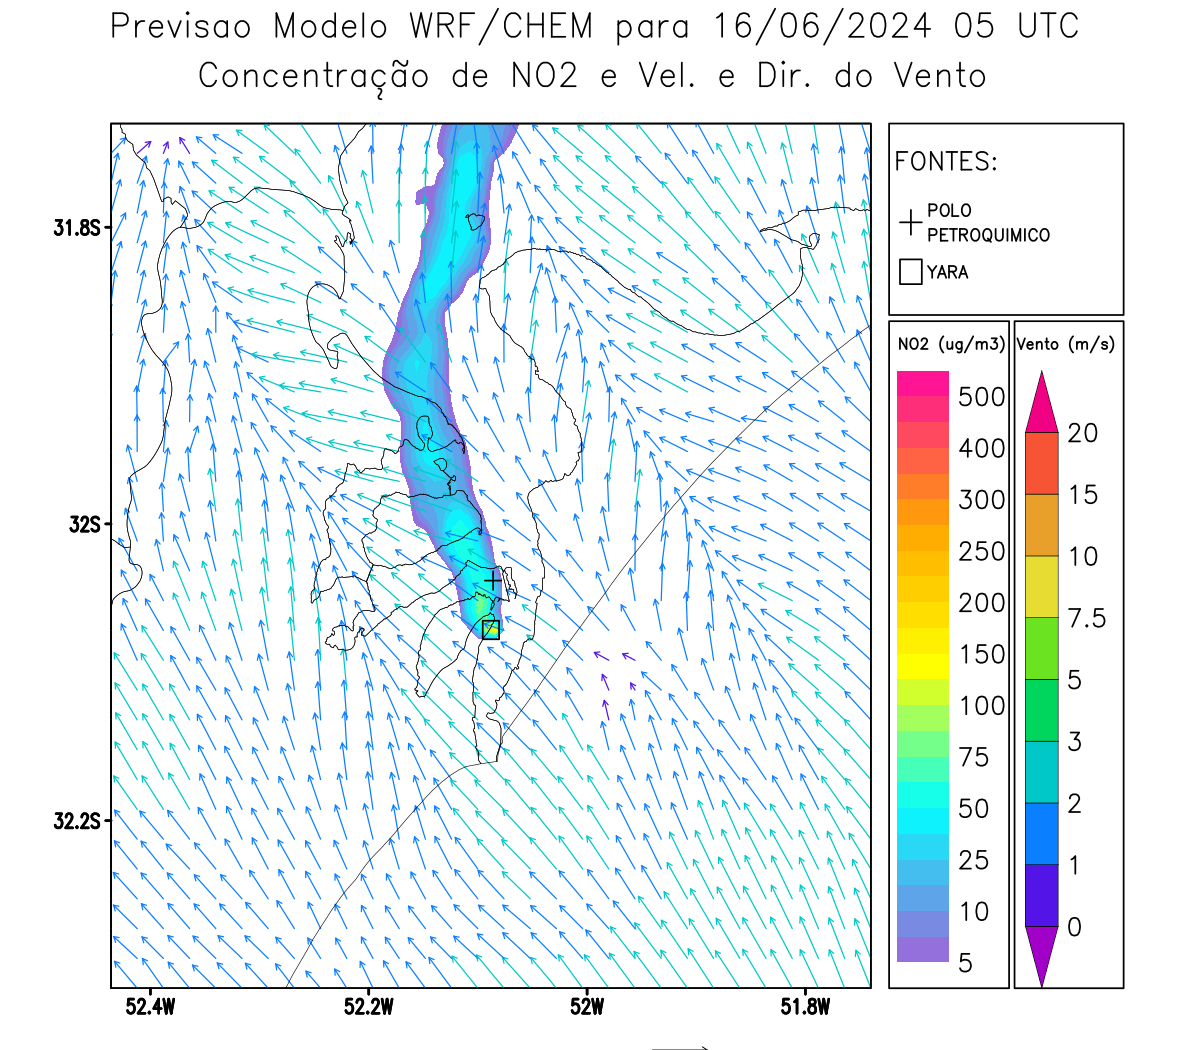 Previsao Modelo WRF/CHEM para 16/06/2024 05 UTC
Concentração de NO2 e Vel. e Dir. do Vento
FONTES:
POLO
PETROQUIMICO
YARA
NO2 (ug/m3)
500
400
300
250
200
150
100
75
50
25
10
5
Vento (m/s)
20
15
10
7.5
5
3
2
1
0
31.8S
32S
32.2S
52.4W
52.2W
52W
51.8W